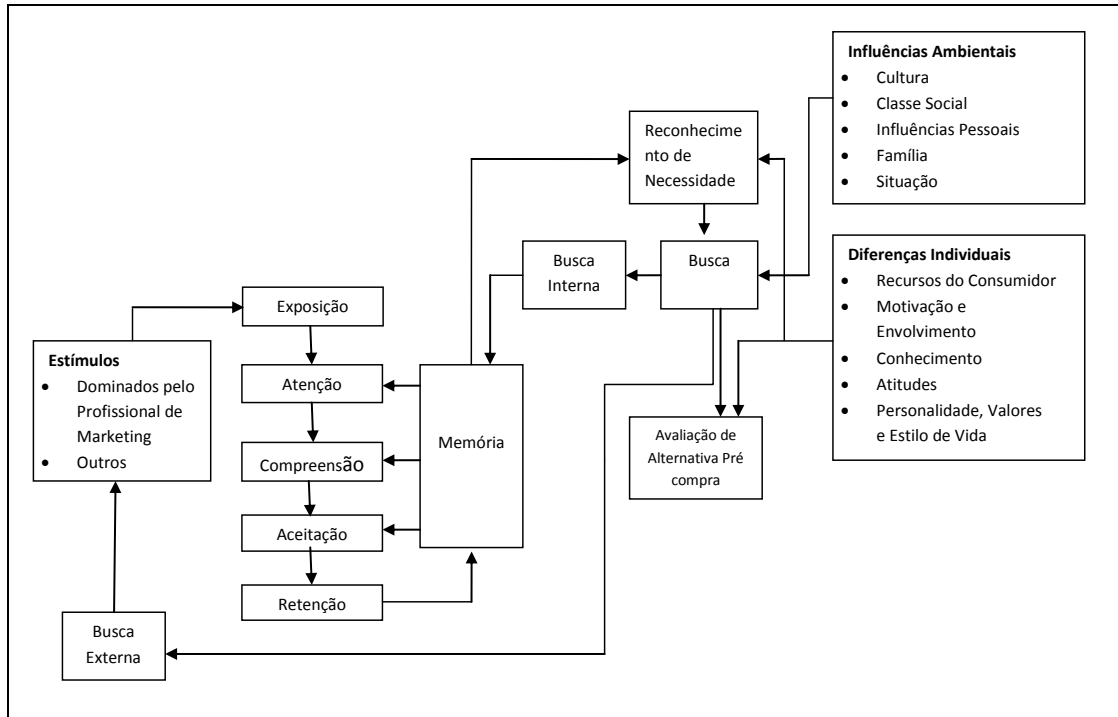 Influências Ambientais
• Cultura
• Classe Social
• Influências Pessoais
• Família
• Situação
Reconhecime
nto de
Necessidade
Diferenças Individuais
• Recursos do Consumidor
• Motivação e
Envolvimento
• Conhecimento
• Atitudes
• Personalidade, Valores
e Estilo de Vida
Busca
Busca
Interna
Exposição
Estímulos
• Dominados pelo
Profissional de
Marketing
• Outros
Atenção
Compreensão
Aceitação
Retenção
Memória
Avaliação de
Alternativa Pré
compra
Busca
Externa